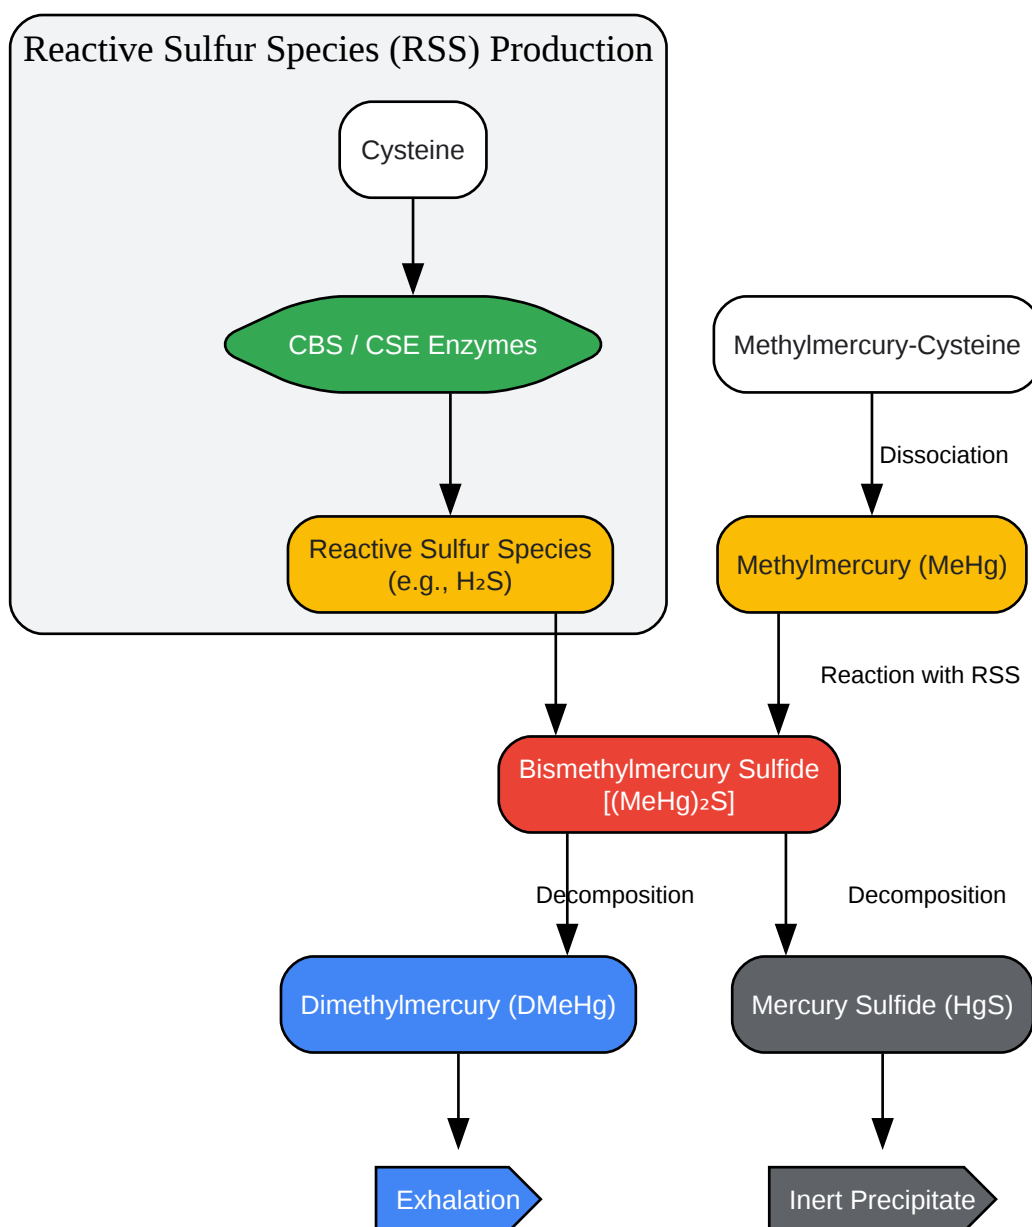 Reactive Sulfur Species (RSS) Production
Cysteine
CBS / CSE Enzymes
Methylmercury-Cysteine
Dissociation
Reactive Sulfur Species
(e.g., H₂S)
Methylmercury (MeHg)
Reaction with RSS
Bismethylmercury Sulfide
[(MeHg)₂S]
Decomposition
Decomposition
Dimethylmercury (DMeHg)
Mercury Sulfide (HgS)
Exhalation
Inert Precipitate